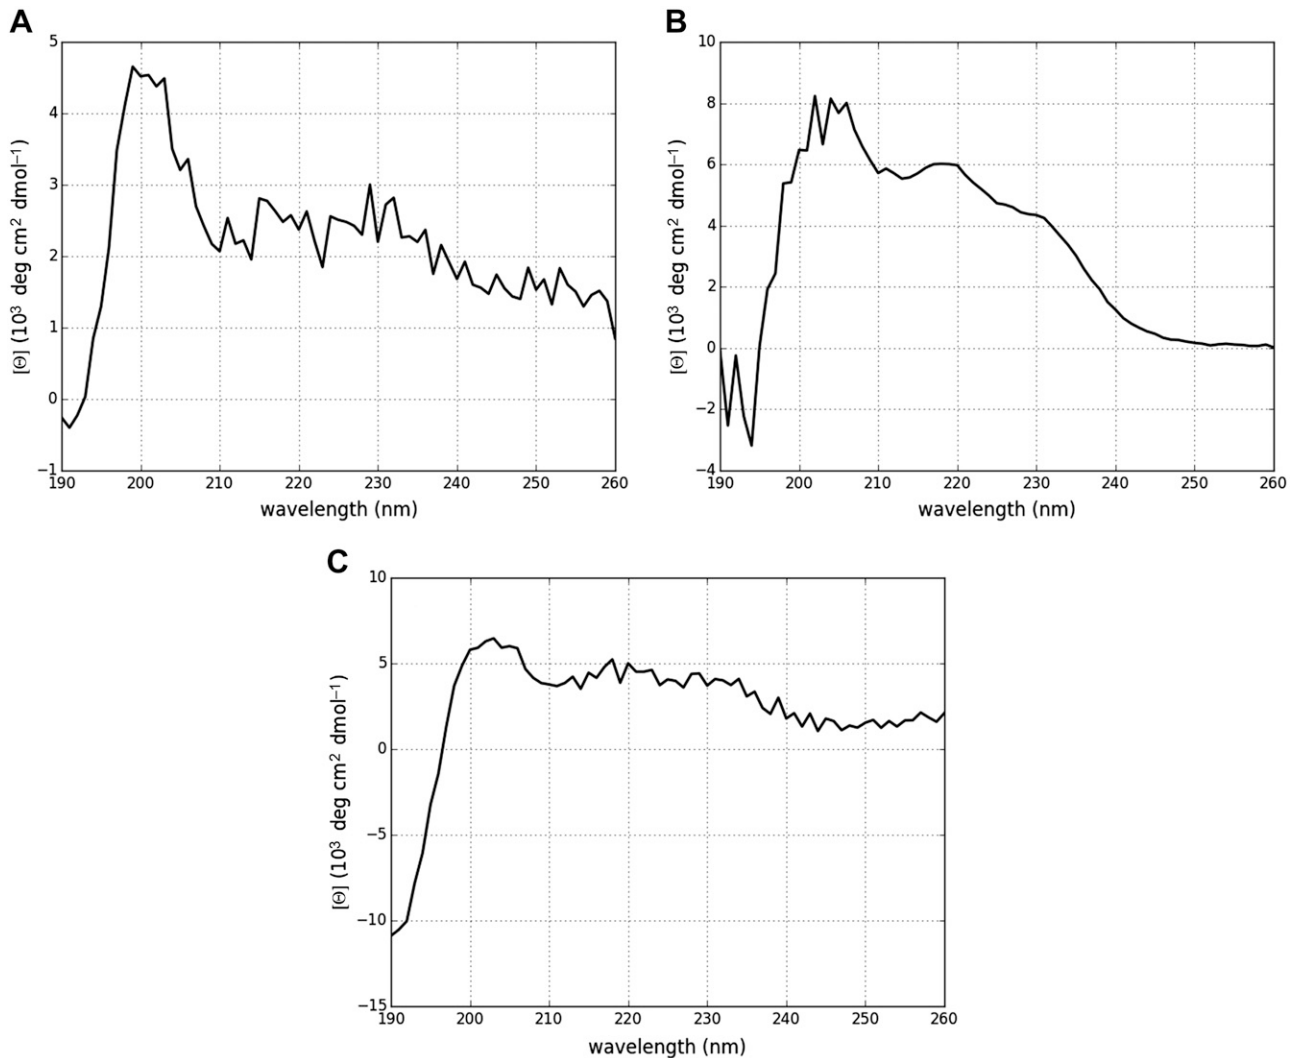 A
5
4
3
2
1
0
−1
[Θ] (10³ deg cm² dmol⁻¹)
190 200 210 220 230 240 250 260
wavelength (nm)
B
10
8
6
4
2
0
−2
−4
[Θ] (10³ deg cm² dmol⁻¹)
190 200 210 220 230 240 250 260
wavelength (nm)
C
10
5
0
−5
−10
−15
[Θ] (10³ deg cm² dmol⁻¹)
190 200 210 220 230 240 250 260
wavelength (nm)